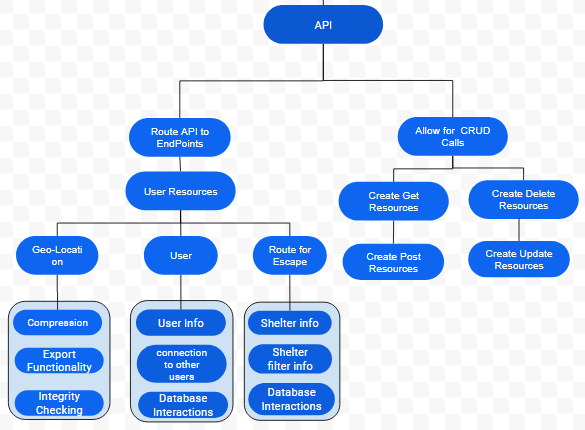 API
Route API to
EndPoints
Allow for CRUD
Calls
User Resources
Create Get
Resources
Create Delete
Resources
Geo-Locati
on
User
Route for
Escape
Create Post
Resources
Create Update
Resources
Compression
Export
Functionality
Integrity
Checking
User Info
connection
to other
users
Database
Interactions
Shelter info
Shelter
filter info
Database
Interactions